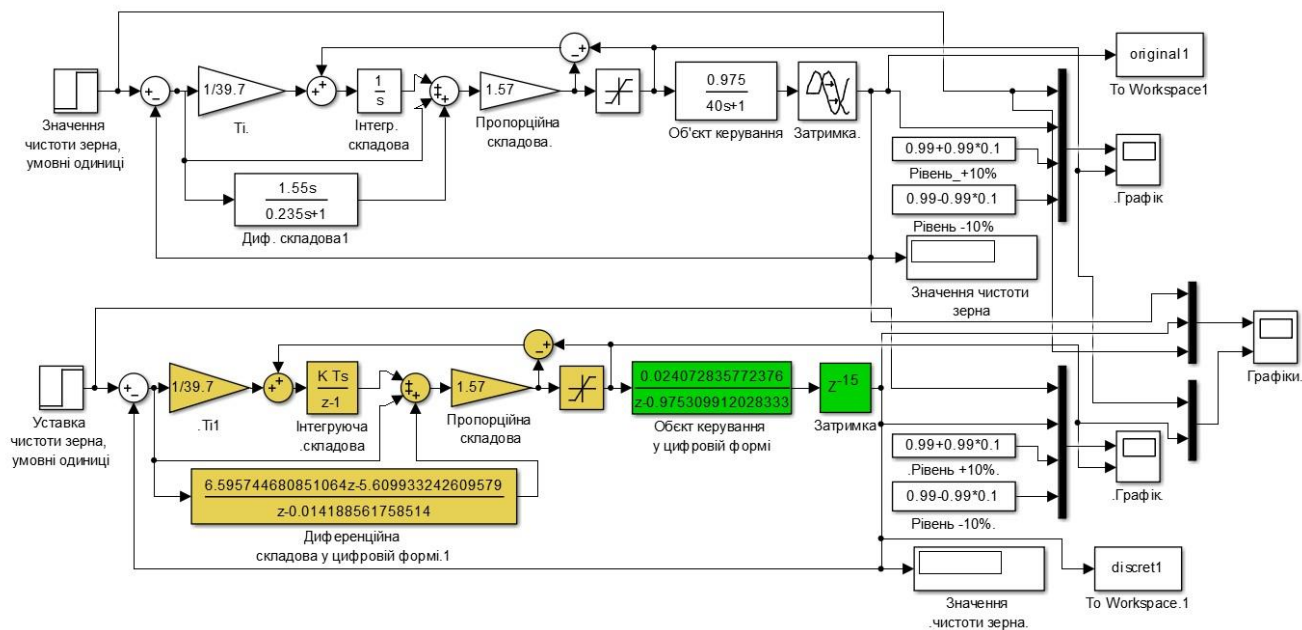 original1
To Workspace1
Значення
чистоти зерна,
умовні одиниці
1/39.7
Ti.
1
s
Інтегр.
складова
1.57
Пропорційна
складова.
0.975
40s+1
Об'єкт керування
Затримка.
0.99+0.99*0.1
Рівень_+10%
0.99-0.99*0.1
Рівень -10%
.Графік
1.55s
0.235s+1
Диф. складова1
Значення чистоти
зерна
Графіки.
Уставка
чистоти зерна,
умовні одиниці
1/39.7
.Ti1
K Ts
z-1
Інтегруюча
.складова
1.57
Пропорційна
складова
0.024072835772376
z-0.975309912028333
Обєкт керування
у цифровій формі
Z-15
Затримка
0.99+0.99*0.1
.Рівень +10%.
0.99-0.99*0.1
Рівень -10%.
.Графік.
6.595744680851064z-5.609933242609579
z-0.014188561758514
Диференційна
складова у цифровій формі.1
Значення
.чистоти зерна.
discret1
To Workspace.1